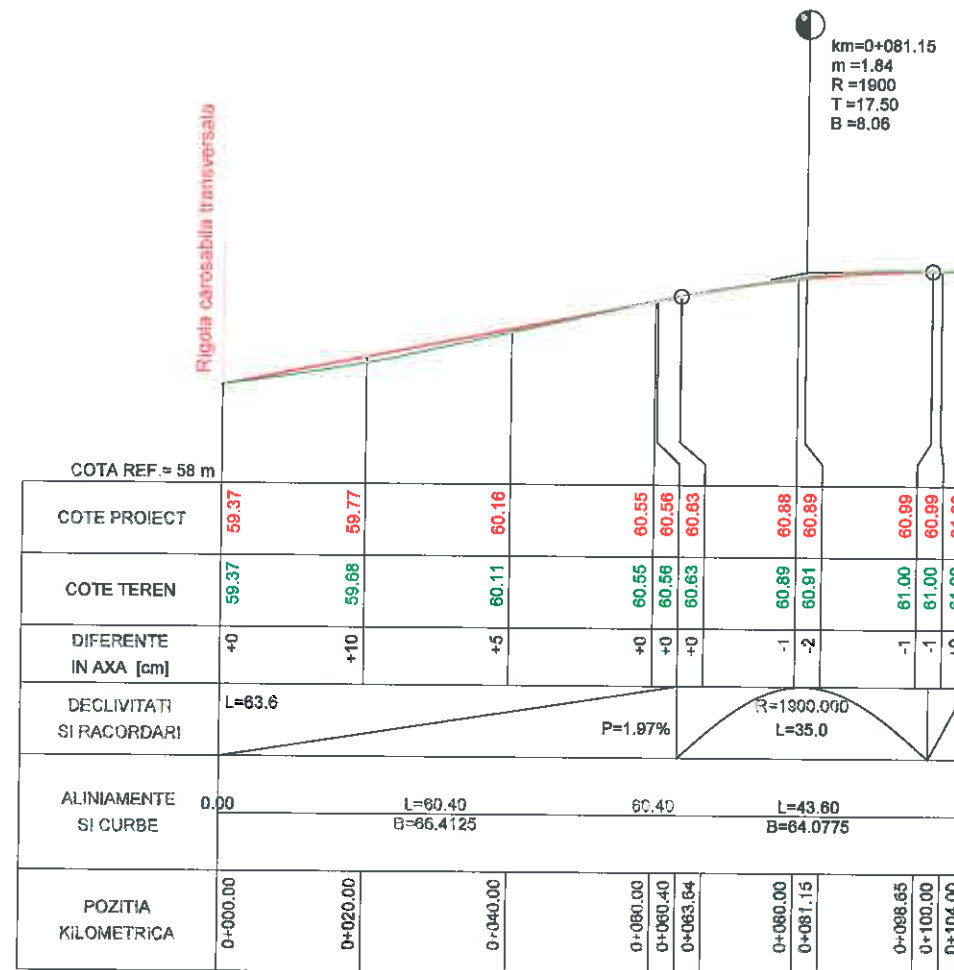 km=0+081.15
m =1.84
R =1900
T =17.50
B =8.06
Rigola carosabila transversala
COTA REF.= 58 m
COTE PROIECT
59.37 59.77 60.16 60.55 60.56 60.63 60.88 60.89 60.99 60.99
COTE TEREN
59.37 59.68 60.11 60.55 60.56 60.63 60.89 60.91 61.00 61.00
DIFERENTE
IN AXA [cm]
+0 +10 +5 +0 +0 +0 -1 -2 -1 -1 +0
DECLIVITATI
SI RACORDARI
L=63.6
P=1.97%
R=1900.000
L=35.0
ALINIAMENTE
SI CURBE
0.00
L=60.40
B=66.4125
60.40
L=43.60
B=64.0775
POZITIA
KILOMETRICA
0+000.00 0+020.00 0+040.00 0+060.00 0+060.40 0+063.64 0+080.00 0+081.15 0+098.65 0+100.00 0+104.00